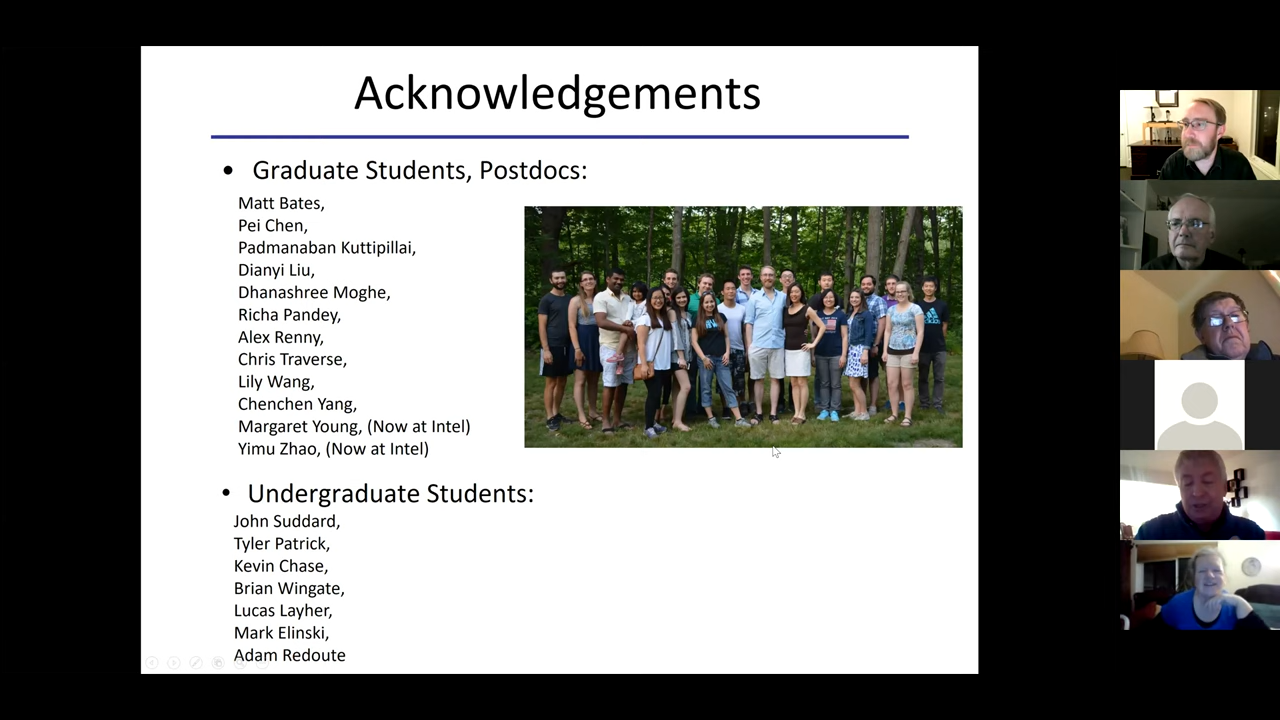 Acknowledgements
• Graduate Students, Postdocs:
Matt Bates,
Pei Chen,
Padmanaban Kuttipillai,
Dianyi Liu,
Dhanashree Moghe,
Richa Pandey,
Alex Renny,
Chris Traverse,
Lily Wang,
Chenchen Yang,
Margaret Young, (Now at Intel)
Yimu Zhao, (Now at Intel)
• Undergraduate Students:
John Suddard,
Tyler Patrick,
Kevin Chase,
Brian Wingate,
Lucas Layher,
Mark Elinski,
Adam Redoute